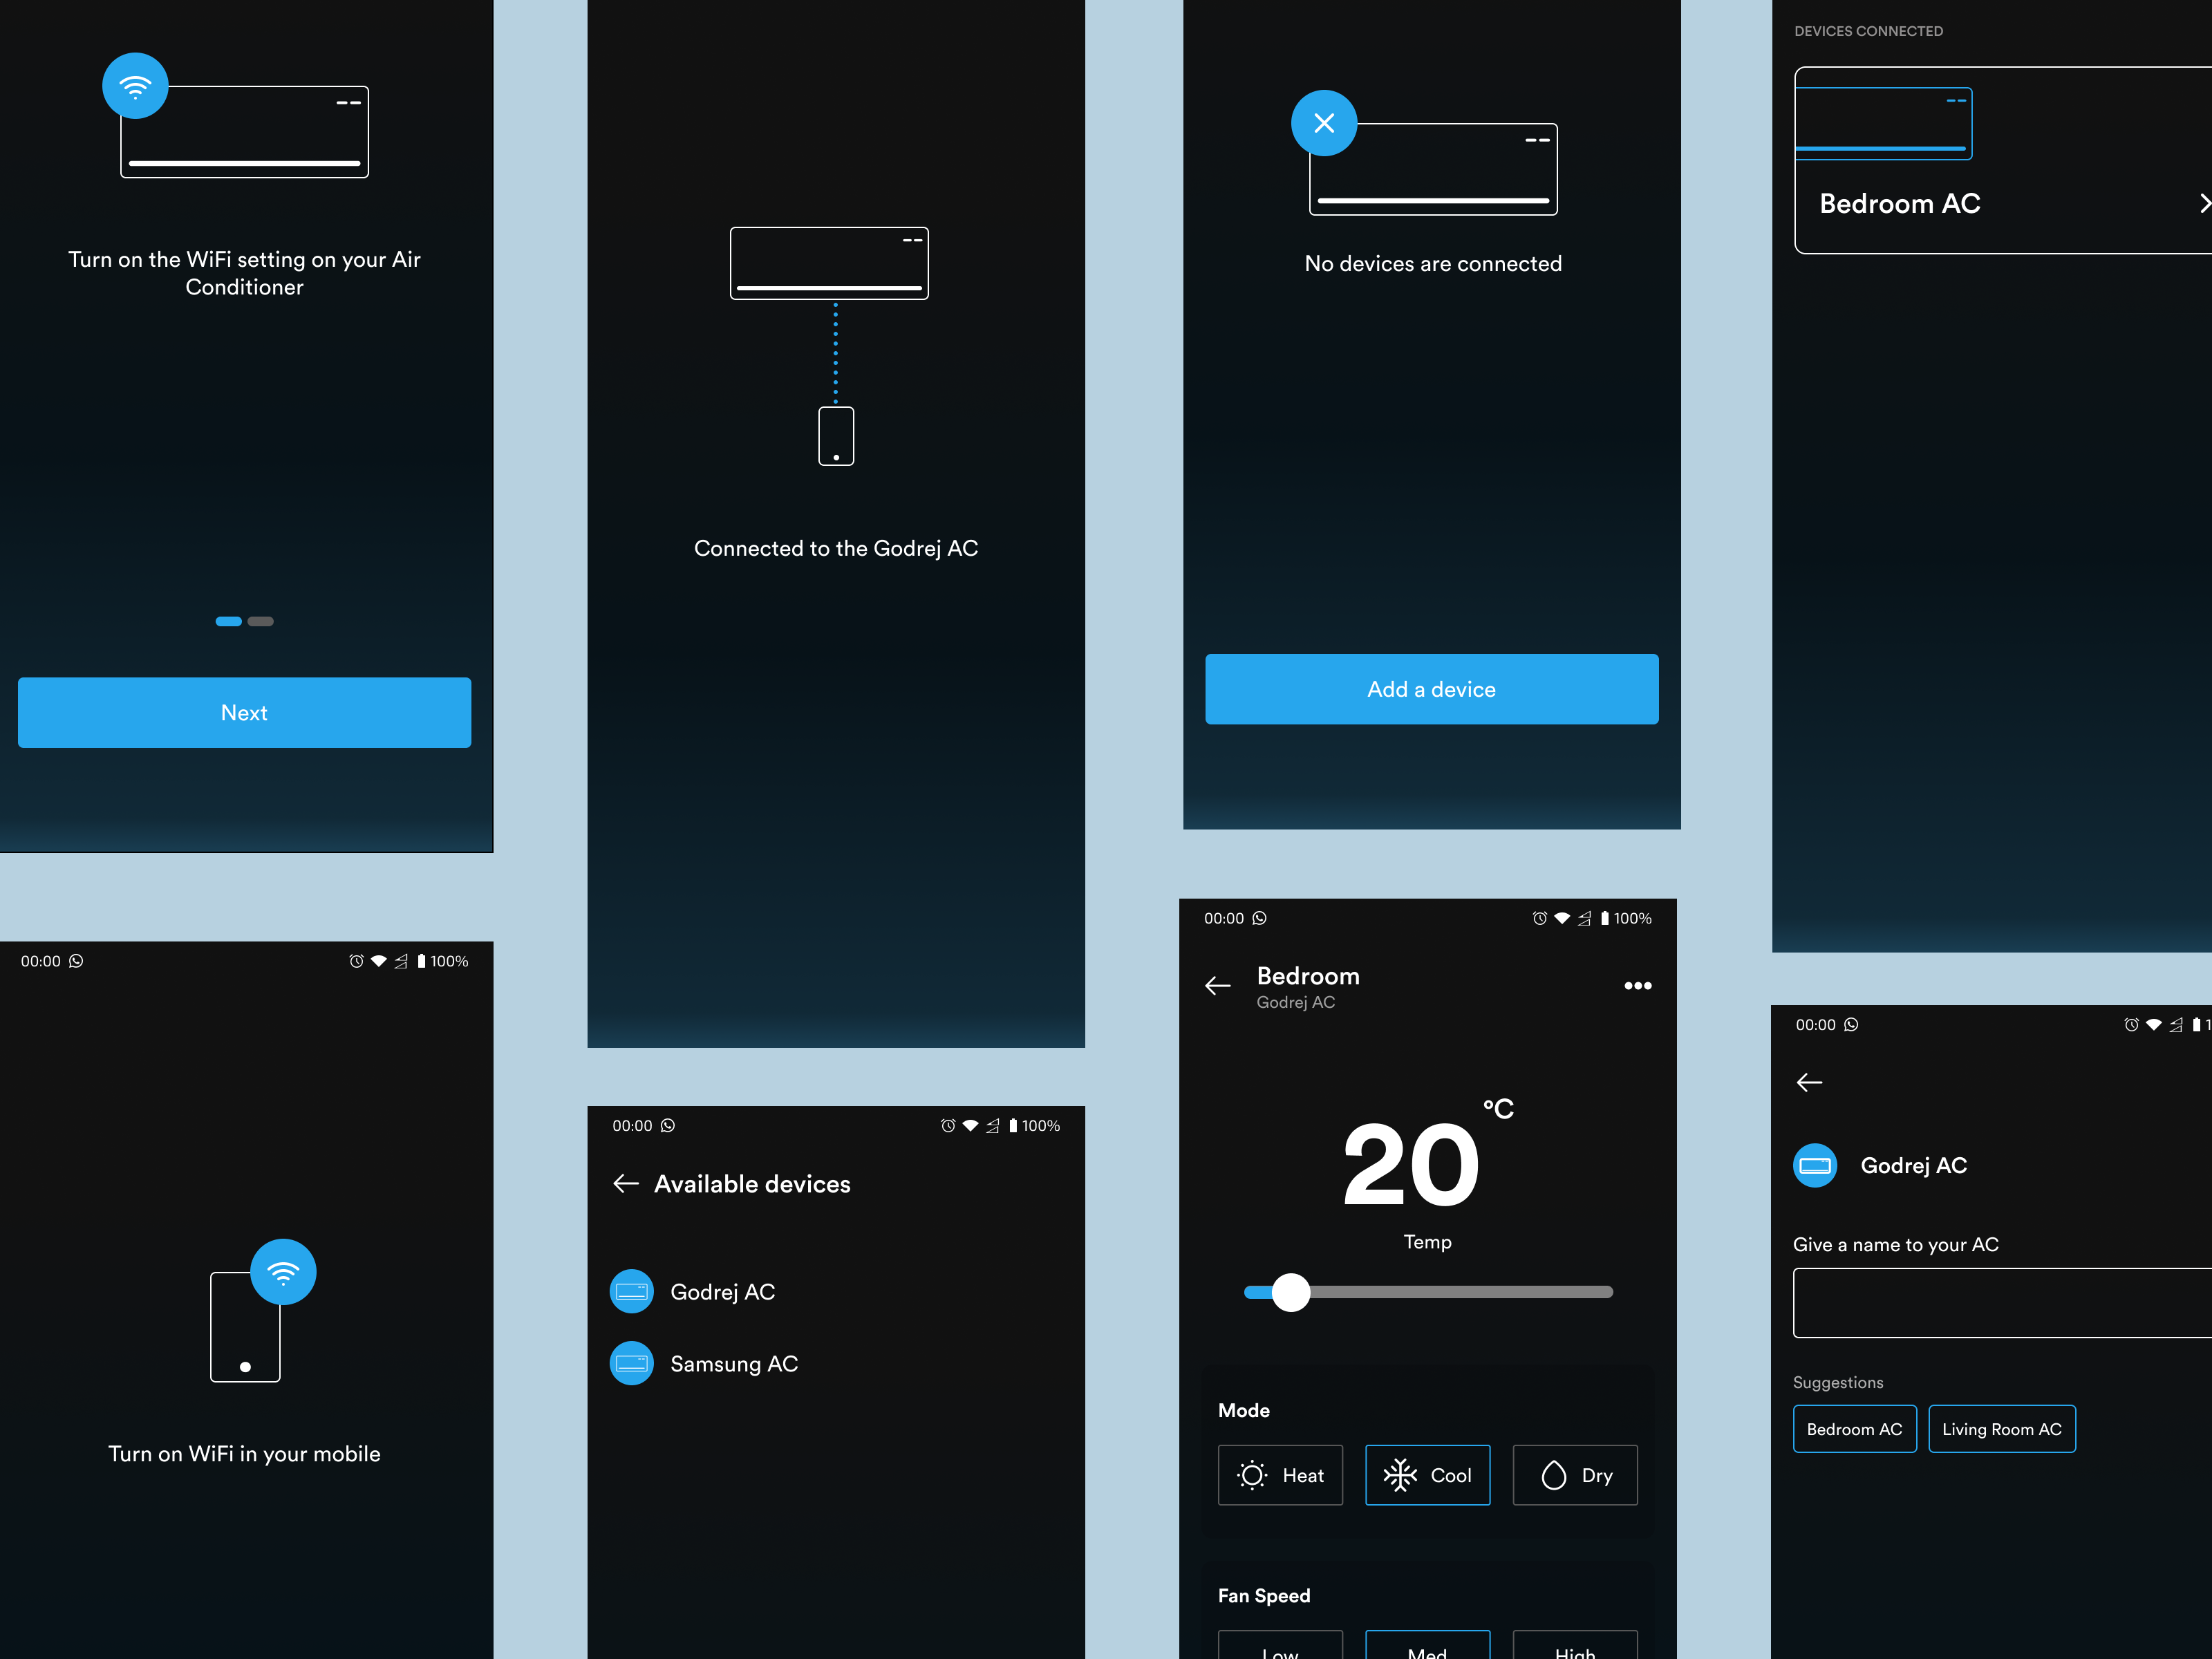 Turn on the WiFi setting on your Air
Conditioner
Next
00:00
100%
Turn on WiFi in your mobile
Connected to the Godrej AC
00:00
100%
Available devices
Godrej AC
Samsung AC
No devices are connected
Add a device
00:00
100%
Bedroom
Godrej AC
°C
20
Temp
Mode
Heat
Cool
Dry
Fan Speed
Low
Med
High
DEVICES CONNECTED
Bedroom AC
00:00
Godrej AC
Give a name to your AC
Suggestions
Bedroom AC
Living Room AC